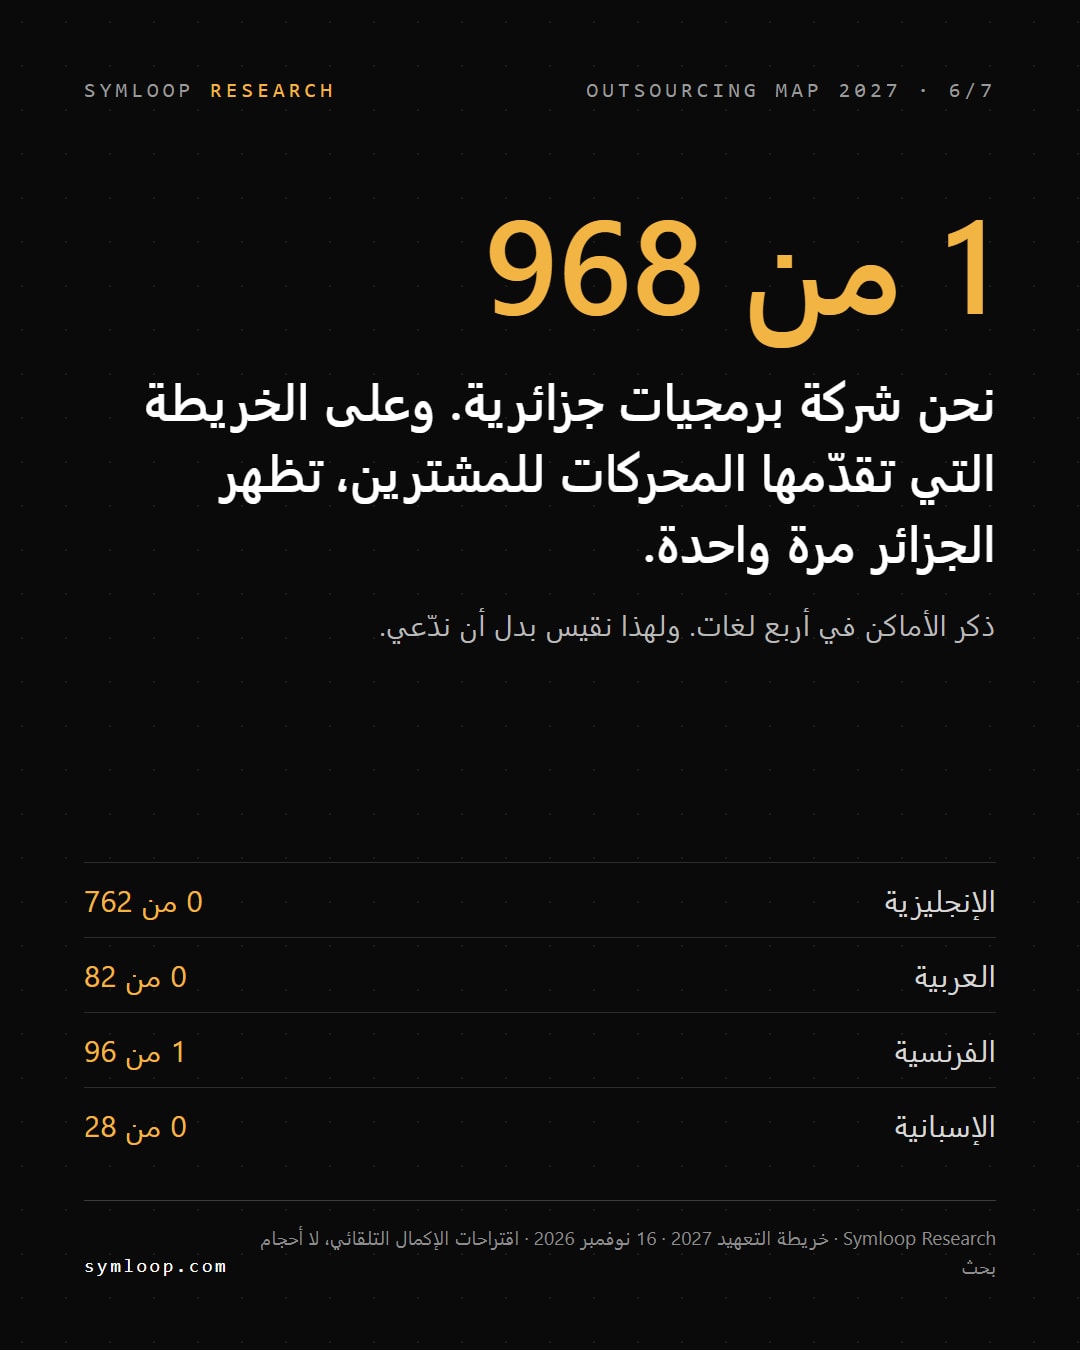 SYMLOOP RESEARCH
OUTSOURCING MAP 2027 · 6/7
1 من 968
نحن شركة برمجيات جزائرية. وعلى الخريطة
التي تقدّمها المحركات للمشترين، تظهر
الجزائر مرة واحدة.
ذكر الأماكن في أربع لغات. ولهذا نقيس بدل أن ندّعي.
الإنجليزية 0 من 762
العربية 0 من 82
الفرنسية 1 من 96
الإسبانية 0 من 28
Symloop Research · خريطة التعهيد 2027 · 16 نوفمبر 2026 · اقتراحات الإكمال التلقائي، لا أحجام
بحث
symloop.com